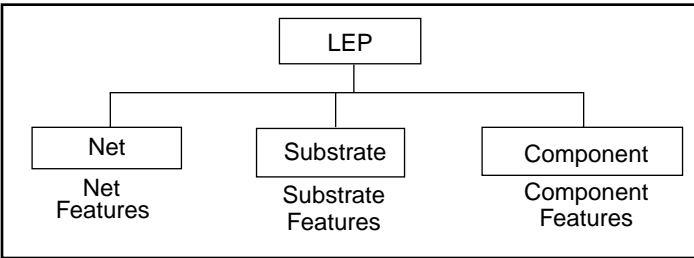 LEP
Net
Substrate
Component
Net
Features
Substrate
Features
Component
Features